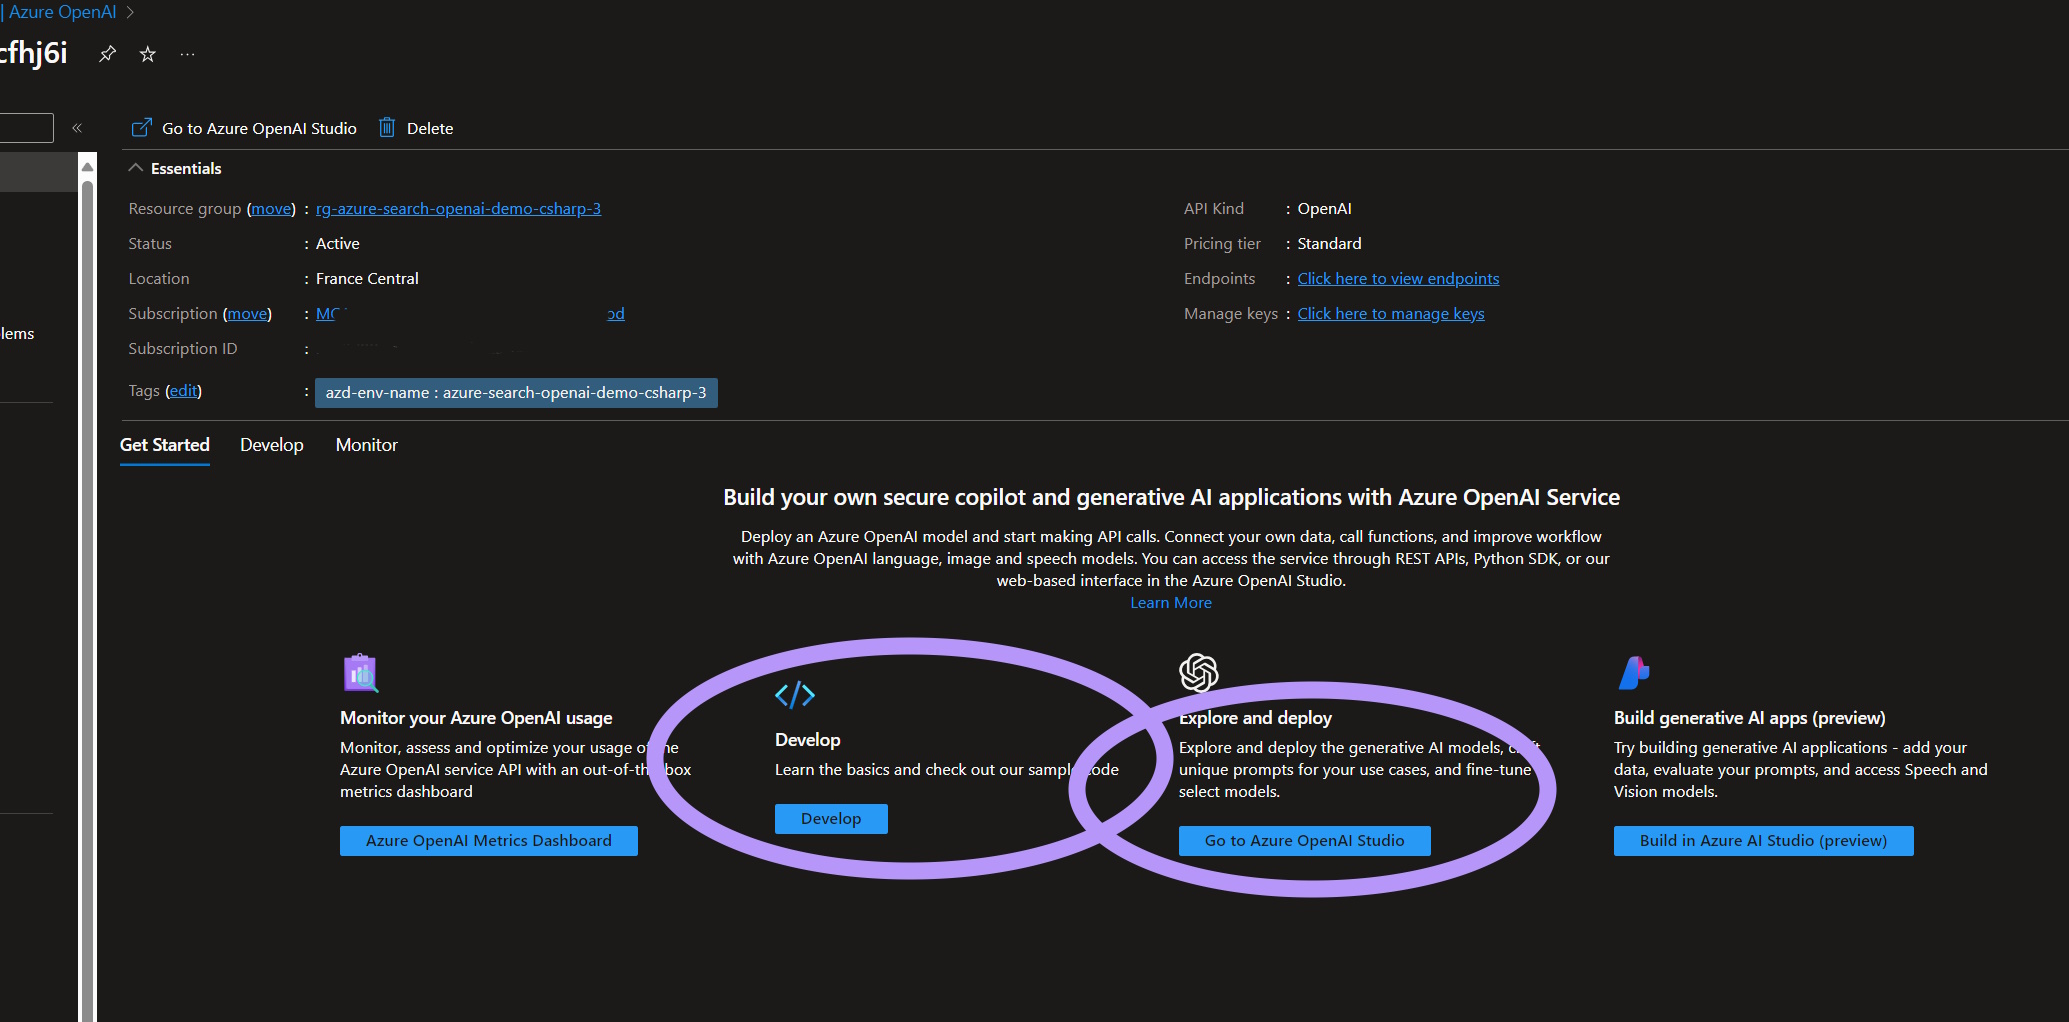 | Azure OpenAI >
cfhj6i
Go to Azure OpenAI Studio
Delete
Essentials
Resource group (move) : rg-azure-search-openai-demo-csharp-3
Status : Active
Location : France Central
Subscription (move) :
Subscription ID :
Tags (edit) : azd-env-name : azure-search-openai-demo-csharp-3
API Kind : OpenAI
Pricing tier : Standard
Endpoints : Click here to view endpoints
Manage keys : Click here to manage keys
lems
Get Started
Develop
Monitor
Build your own secure copilot and generative AI applications with Azure OpenAI Service
Deploy an Azure OpenAI model and start making API calls. Connect your own data, call functions, and improve workflow
with Azure OpenAI language, image and speech models. You can access the service through REST APIs, Python SDK, or our
web-based interface in the Azure OpenAI Studio.
Learn More
Monitor your Azure OpenAI usage
Monitor, assess and optimize your usage of the
Azure OpenAI service API with an out-of-the-box
metrics dashboard
Azure OpenAI Metrics Dashboard
Develop
Learn the basics and check out our sample code
Develop
Explore and deploy
Explore and deploy the generative AI models, craft
unique prompts for your use cases, and fine-tune
select models.
Go to Azure OpenAI Studio
Build generative AI apps (preview)
Try building generative AI applications - add your
data, evaluate your prompts, and access Speech and
Vision models.
Build in Azure AI Studio (preview)